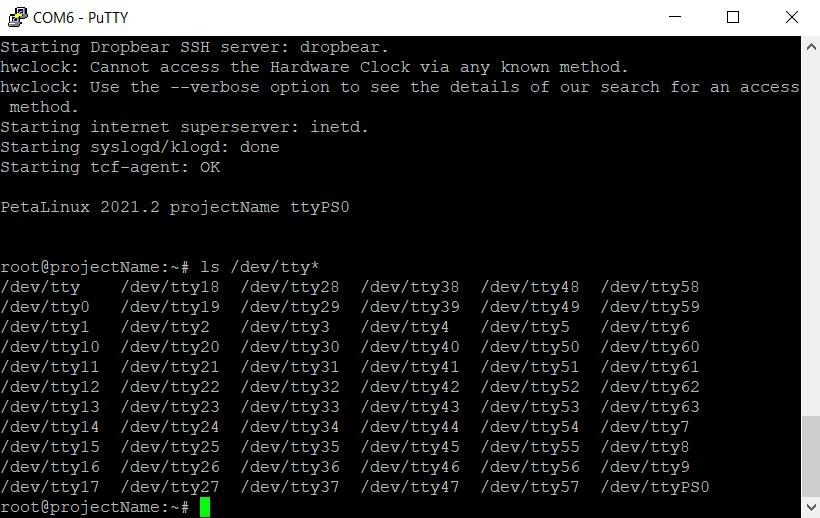 COM6 - PuTTY
Starting Dropbear SSH server: dropbear.
hwclock: Cannot access the Hardware Clock via any known method.
hwclock: Use the --verbose option to see the details of our search for an access
 method.
Starting internet superserver: inetd.
Starting syslogd/klogd: done
Starting tcf-agent: OK
PetaLinux 2021.2 projectName ttyPS0
root@projectName:~# ls /dev/tty*
/dev/tty    /dev/tty18  /dev/tty28  /dev/tty38  /dev/tty48  /dev/tty58
/dev/tty0   /dev/tty19  /dev/tty29  /dev/tty39  /dev/tty49  /dev/tty59
/dev/tty1   /dev/tty2   /dev/tty3   /dev/tty4   /dev/tty5   /dev/tty6
/dev/tty10  /dev/tty20  /dev/tty30  /dev/tty40  /dev/tty50  /dev/tty60
/dev/tty11  /dev/tty21  /dev/tty31  /dev/tty41  /dev/tty51  /dev/tty61
/dev/tty12  /dev/tty22  /dev/tty32  /dev/tty42  /dev/tty52  /dev/tty62
/dev/tty13  /dev/tty23  /dev/tty33  /dev/tty43  /dev/tty53  /dev/tty63
/dev/tty14  /dev/tty24  /dev/tty34  /dev/tty44  /dev/tty54  /dev/tty7
/dev/tty15  /dev/tty25  /dev/tty35  /dev/tty45  /dev/tty55  /dev/tty8
/dev/tty16  /dev/tty26  /dev/tty36  /dev/tty46  /dev/tty56  /dev/tty9
/dev/tty17  /dev/tty27  /dev/tty37  /dev/tty47  /dev/tty57  /dev/ttyPS0
root@projectName:~#